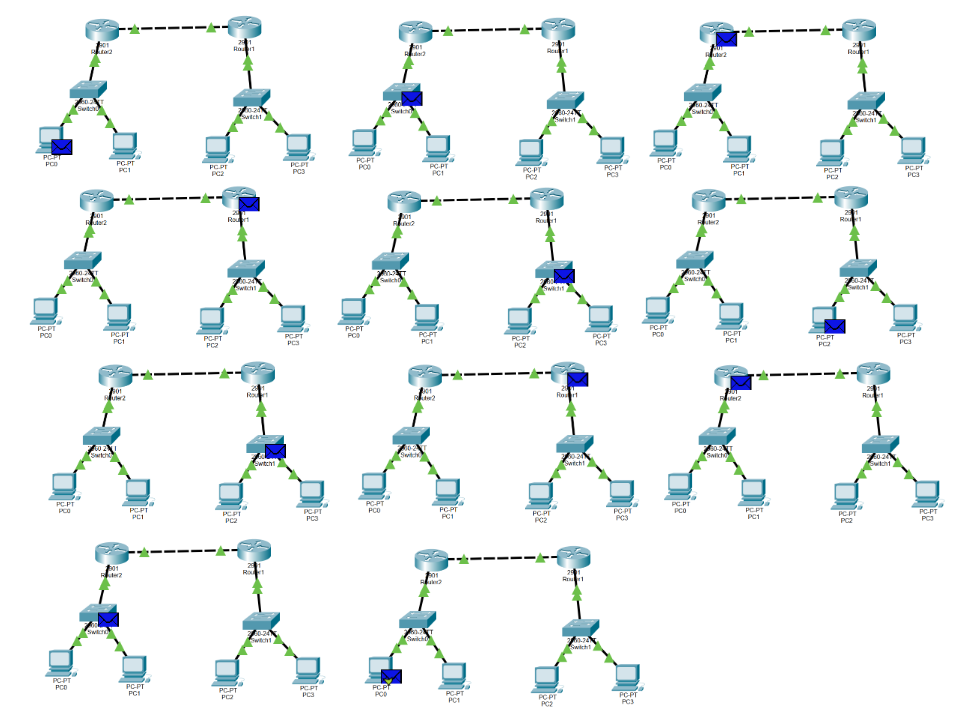 2901
Router2
2901
Router1
2960-24TT
Switch0
2960-24TT
Switch1
PC-PT
PC0
PC-PT
PC1
PC-PT
PC2
PC-PT
PC3
2901
Router2
2901
Router1
Switch0
2960-24TT
Switch1
PC-PT
PC0
PC-PT
PC1
PC-PT
PC2
PC-PT
PC3
Router2
2901
Router1
2960-24TT
Switch0
2960-24TT
Switch1
PC-PT
PC0
PC-PT
PC1
PC-PT
PC2
PC-PT
PC3
2901
Router2
Router1
2960-24TT
Switch0
2960-24TT
Switch1
PC-PT
PC0
PC-PT
PC1
PC-PT
PC2
PC-PT
PC3
2901
Router2
2901
Router1
2960-24TT
Switch0
Switch1
PC-PT
PC0
PC-PT
PC1
PC-PT
PC2
PC-PT
PC3
2901
Router2
2901
Router1
2960-24TT
Switch0
2960-24TT
Switch1
PC-PT
PC0
PC-PT
PC1
PC-PT
PC2
PC-PT
PC3
2901
Router2
2901
Router1
2960-24TT
Switch0
Switch1
PC-PT
PC0
PC-PT
PC1
PC-PT
PC2
PC-PT
PC3
2901
Router2
Router1
2960-24TT
Switch0
2960-24TT
Switch1
PC-PT
PC0
PC-PT
PC1
PC-PT
PC2
PC-PT
PC3
Router2
2901
Router1
2960-24TT
Switch0
2960-24TT
Switch1
PC-PT
PC0
PC-PT
PC1
PC-PT
PC2
PC-PT
PC3
2901
Router2
2901
Router1
Switch0
2960-24TT
Switch1
PC-PT
PC0
PC-PT
PC1
PC-PT
PC2
PC-PT
PC3
2901
Router2
2901
Router1
2960-24TT
Switch0
2960-24TT
Switch1
PC-PT
PC0
PC-PT
PC1
PC-PT
PC2
PC-PT
PC3